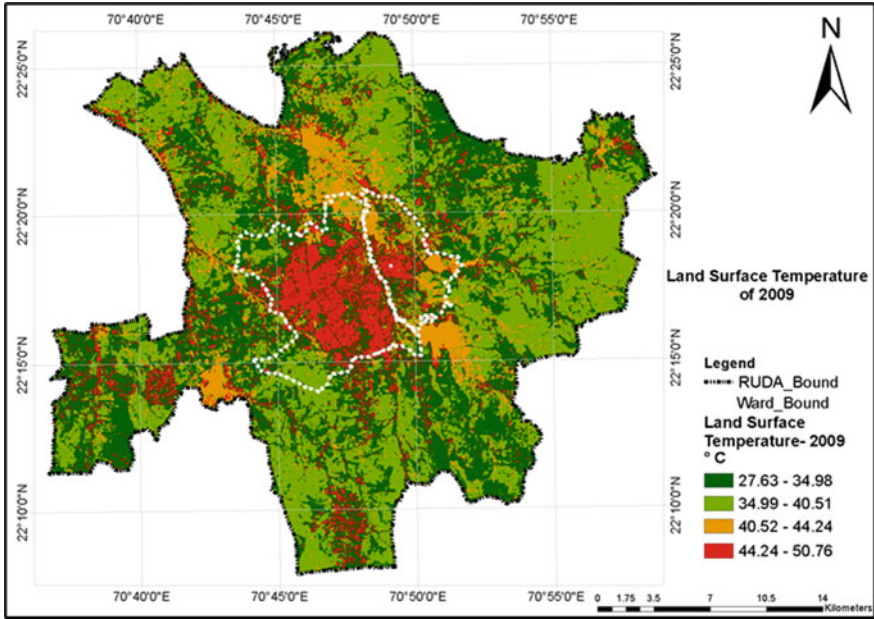 70°40'0"E 70°45'0"E 70°50'0"E 70°55'0"E
22°25'0"N
22°20'0"N
22°15'0"N
22°10'0"N
22°25'0"N
22°20'0"N
22°15'0"N
22°10'0"N
70°40'0"E 70°45'0"E 70°50'0"E 70°55'0"E
N
Land Surface Temperature
of 2009
Legend
RUDA_Bound
Ward_Bound
Land Surface
Temperature- 2009
° C
27.63 - 34.98
34.99 - 40.51
40.52 - 44.24
44.24 - 50.76
0 1.75 3.5 7 10.5 14
Kilometers